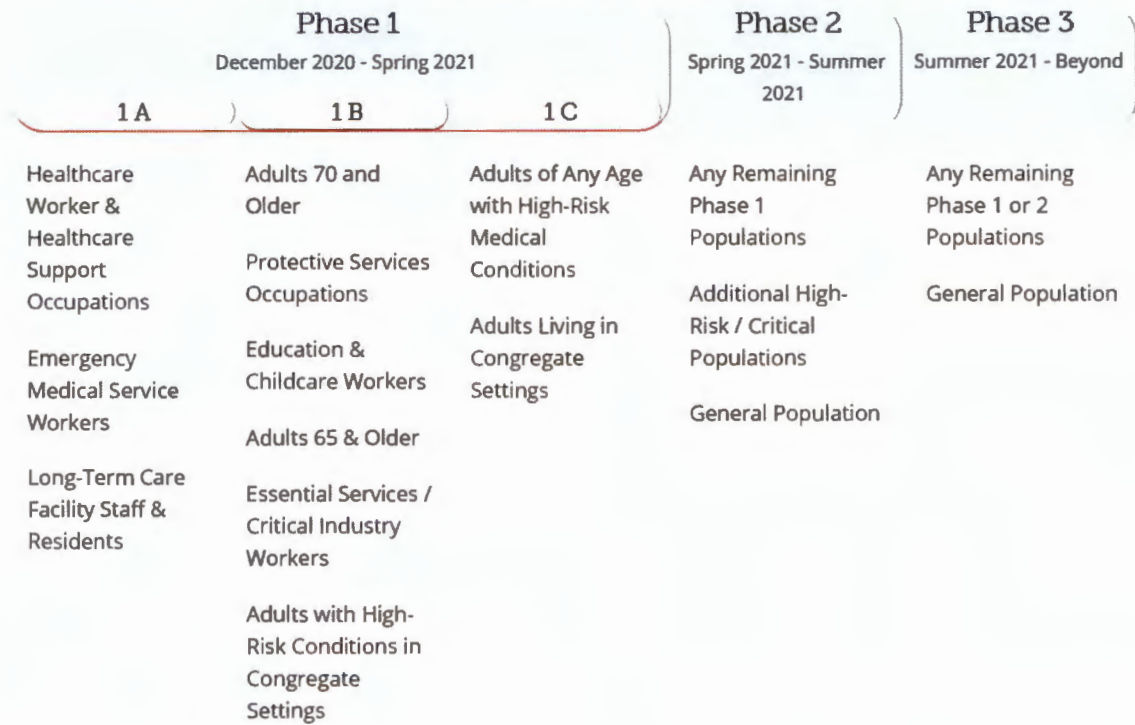 Phase 1
December 2020 - Spring 2021
1A
1B
1C
Phase 2
Spring 2021 - Summer
2021
Phase 3
Summer 2021 - Beyond
Healthcare
Worker &
Healthcare
Support
Occupations
Emergency
Medical Service
Workers
Long-Term Care
Facility Staff &
Residents
Adults 70 and
Older
Protective Services
Occupations
Education &
Childcare Workers
Adults 65 & Older
Essential Services /
Critical Industry
Workers
Adults with High-
Risk Conditions in
Congregate
Settings
Adults of Any Age
with High-Risk
Medical
Conditions
Adults Living in
Congregate
Settings
Any Remaining
Phase 1
Populations
Additional High-
Risk / Critical
Populations
General Population
Any Remaining
Phase 1 or 2
Populations
General Population